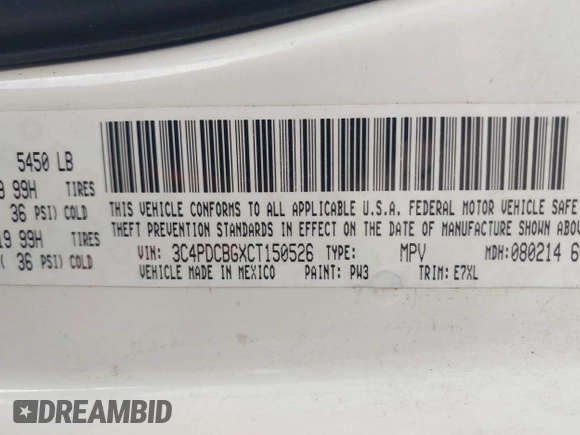 5450 LB
99H TIRES
36 PSI) COLD
99H TIRES
( 36 PSI) COLD
THIS VEHICLE CONFORMS TO ALL APPLICABLE U.S.A. FEDERAL MOTOR VEHICLE SAFE
THEFT PREVENTION STANDARDS IN EFFECT ON THE DATE OF MANUFACTURE SHOWN ABOV
VIN: 3C4PDCBGXCT150526 TYPE: MPV MDH:080214 6
VEHICLE MADE IN MEXICO PAINT: PW3 TRIM: E7XL
DREAMBID